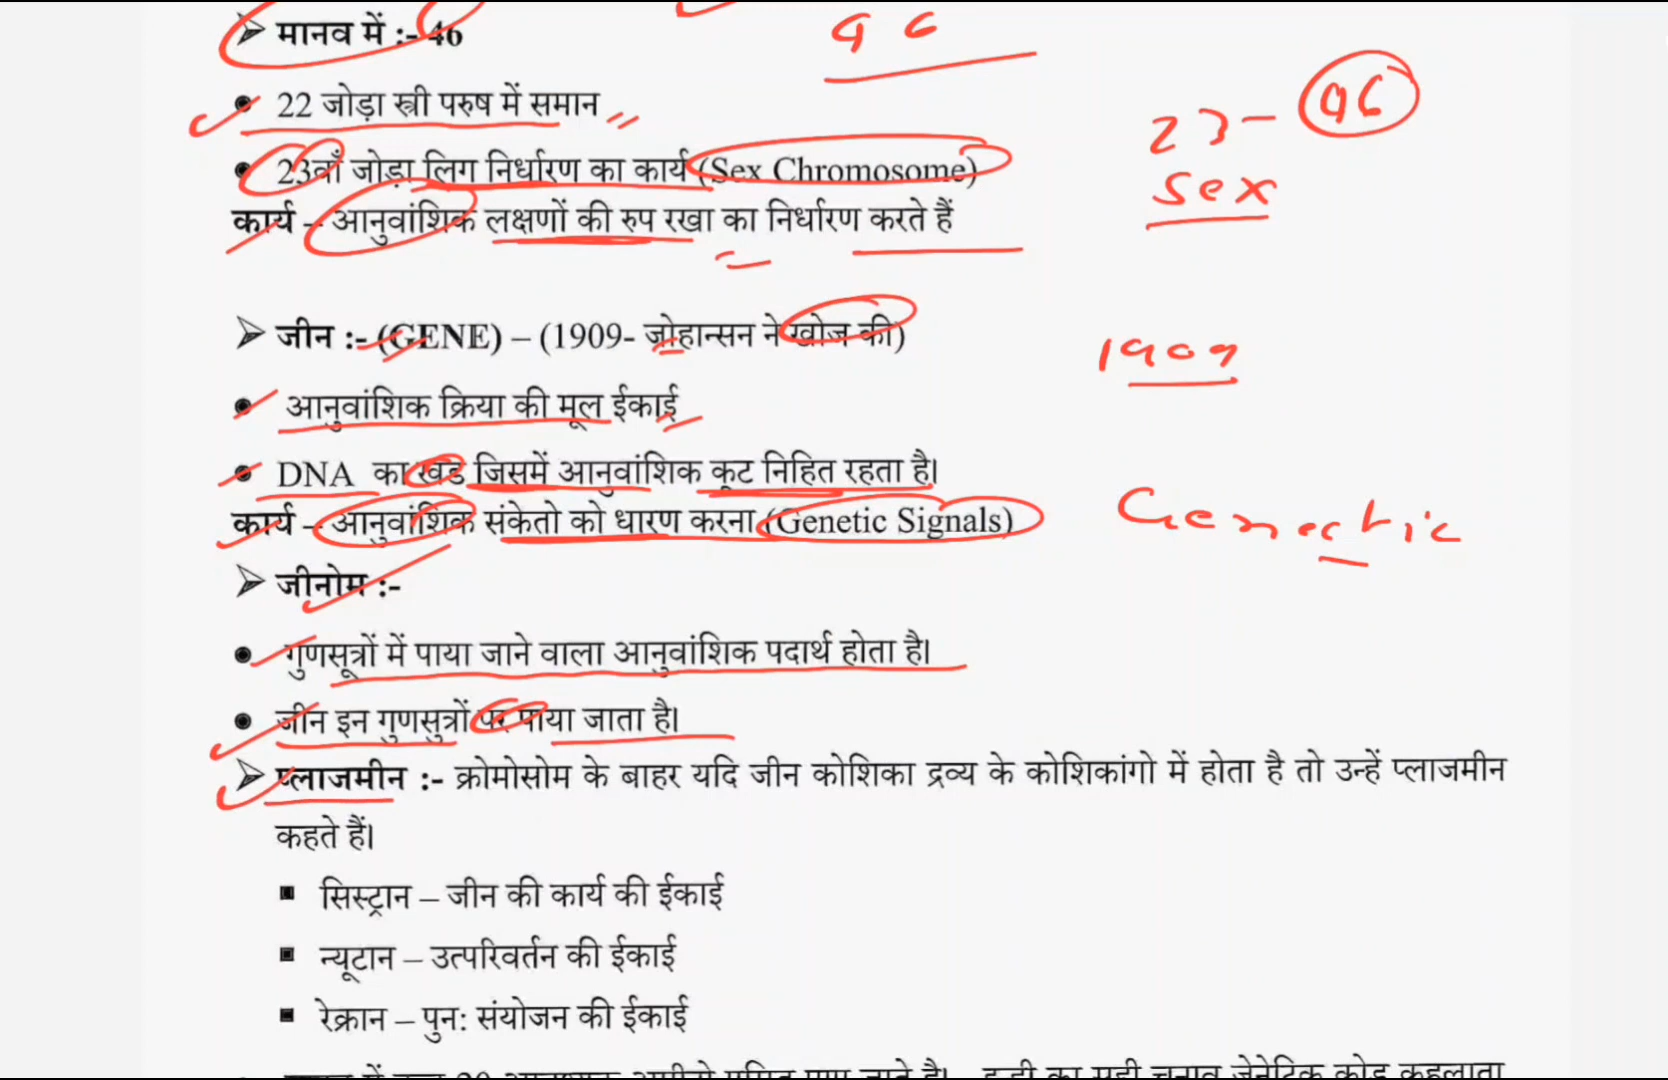 ➢ मानव में :- 46
96
• 22 जोड़ा स्त्री परुष में समान
23 - 46
• 23वाँ जोड़ा लिग निर्धारण का कार्य (Sex Chromosome)
Sex
कार्य – आनुवांशिक लक्षणों की रुप रखा का निर्धारण करते हैं
➢ जीन :- (GENE) – (1909- जोहान्सन ने खोज की)
1909
• आनुवांशिक क्रिया की मूल ईकाई
• DNA का खंड जिसमें आनुवांशिक कूट निहित रहता है।
कार्य – आनुवांशिक संकेतो को धारण करना (Genetic Signals)
➢ जीनोम :-
• गुणसूत्रों में पाया जाने वाला आनुवांशिक पदार्थ होता है।
• जीन इन गुणसुत्रों पर पाया जाता है।
➢ प्लाजमीन :- क्रोमोसोम के बाहर यदि जीन कोशिका द्रव्य के कोशिकांगो में होता है तो उन्हें प्लाजमीन
कहते हैं।
▪ सिस्ट्रान – जीन की कार्य की ईकाई
▪ न्यूटान – उत्परिवर्तन की ईकाई
▪ रेक्रान – पुन: संयोजन की ईकाई